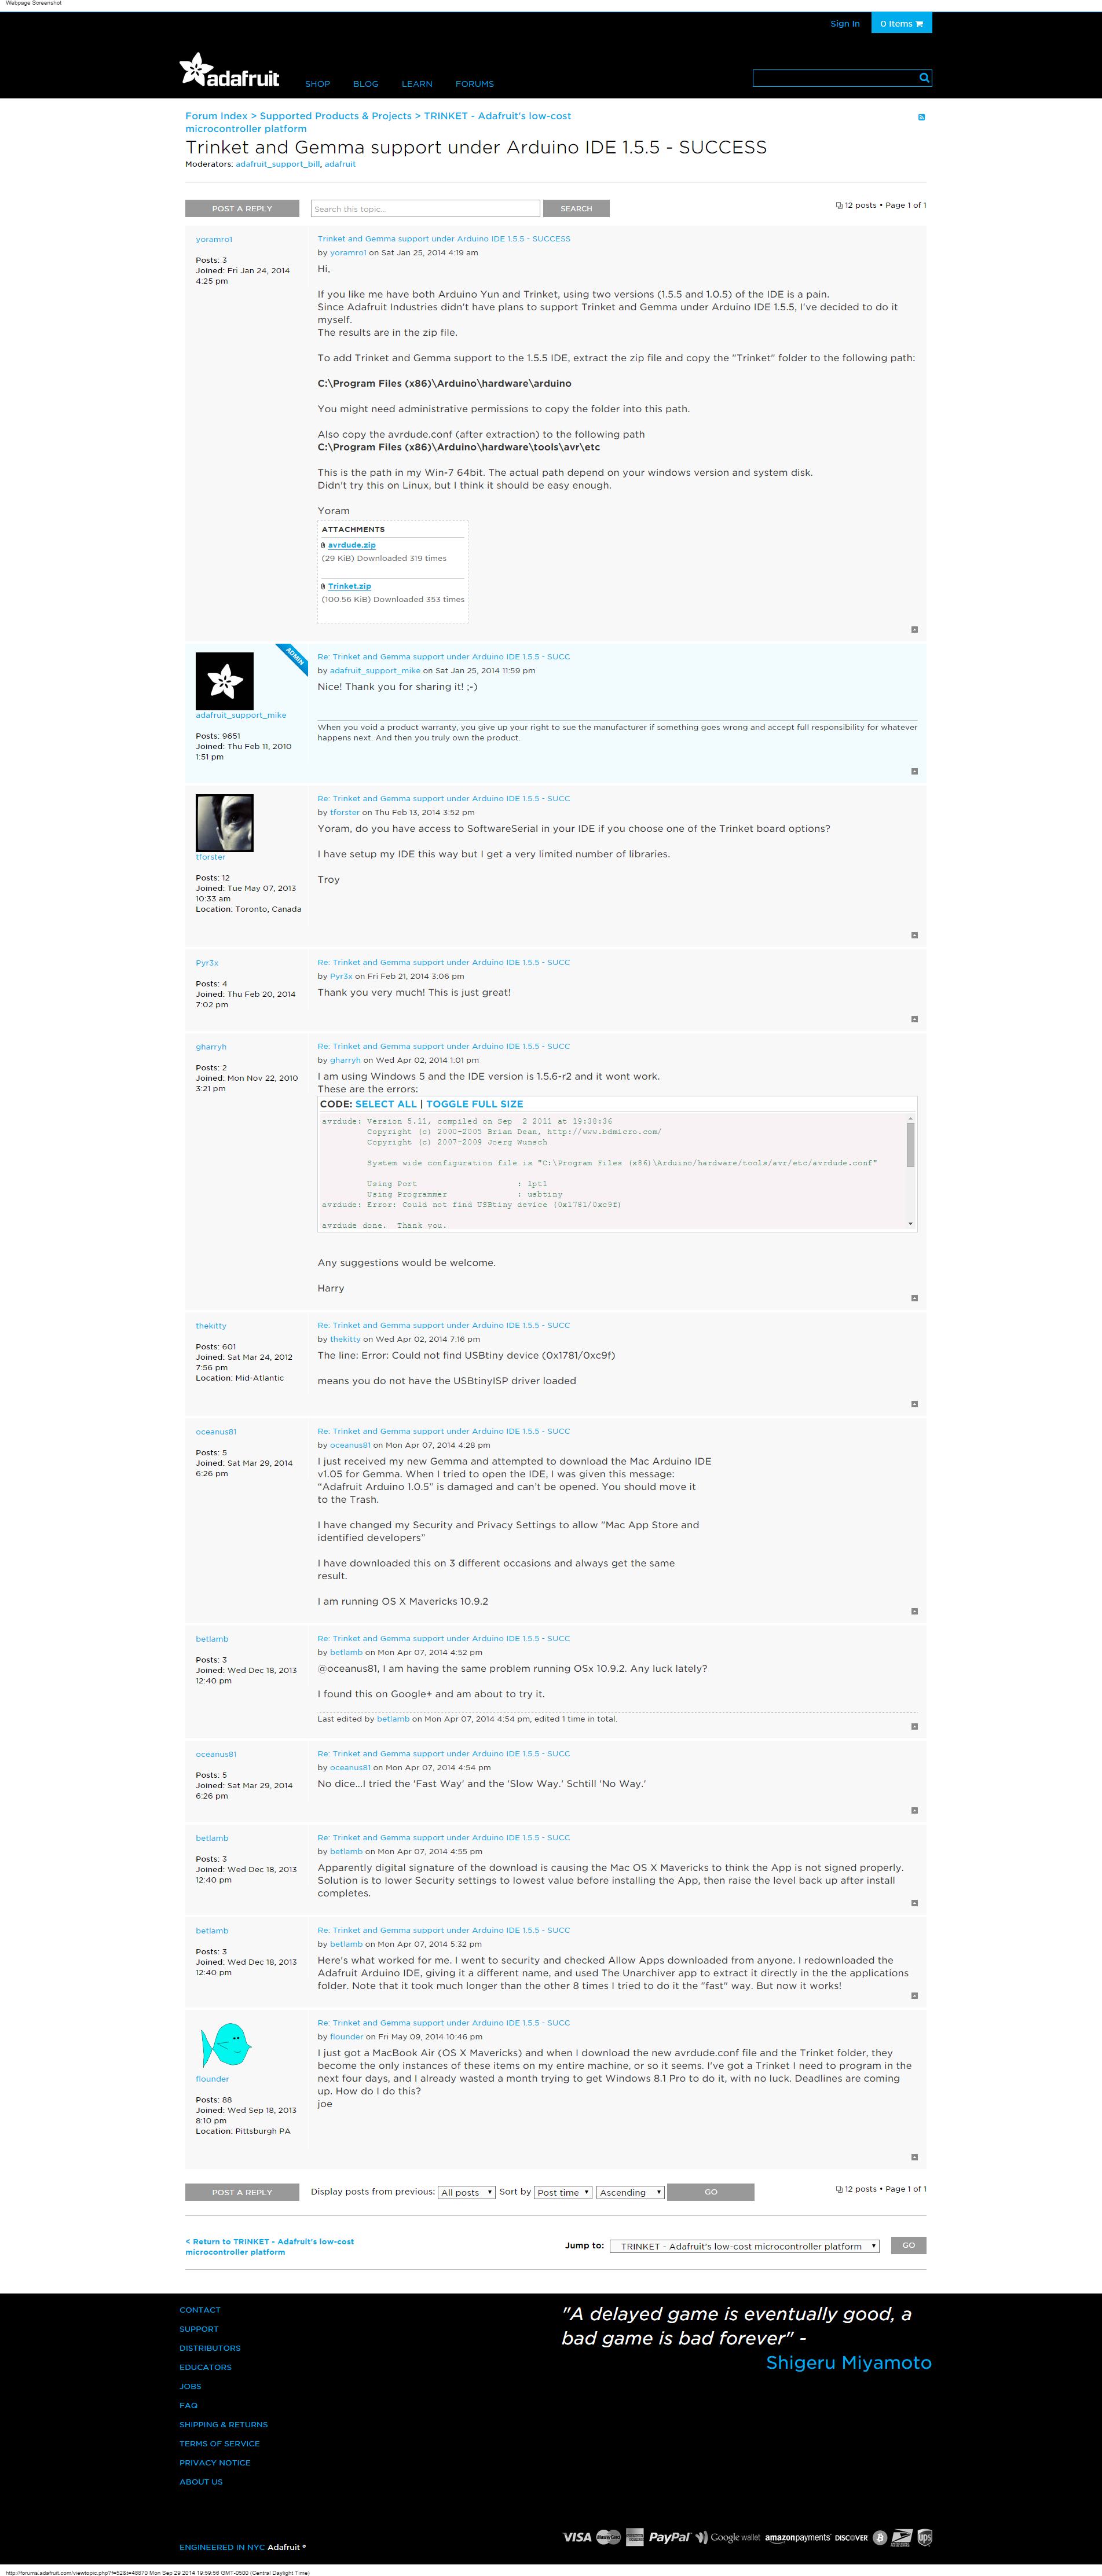 Webpage Screenshot
Sign In
0 Items
adafruit
SHOP BLOG LEARN FORUMS
Forum Index > Supported Products & Projects > TRINKET - Adafruit's low-cost
microcontroller platform
Trinket and Gemma support under Arduino IDE 1.5.5 - SUCCESS
Moderators: adafruit_support_bill, adafruit
POST A REPLY
Search this topic…
SEARCH
12 posts • Page 1 of 1
yoramro1
Posts: 3
Joined: Fri Jan 24, 2014
4:25 pm
Trinket and Gemma support under Arduino IDE 1.5.5 - SUCCESS
by yoramro1 on Sat Jan 25, 2014 4:19 am
Hi,
If you like me have both Arduino Yun and Trinket, using two versions (1.5.5 and 1.0.5) of the IDE is a pain.
Since Adafruit Industries didn't have plans to support Trinket and Gemma under Arduino IDE 1.5.5, I've decided to do it
myself.
The results are in the zip file.
To add Trinket and Gemma support to the 1.5.5 IDE, extract the zip file and copy the "Trinket" folder to the following path:
C:\Program Files (x86)\Arduino\hardware\arduino
You might need administrative permissions to copy the folder into this path.
Also copy the avrdude.conf (after extraction) to the following path
C:\Program Files (x86)\Arduino\hardware\tools\avr\etc
This is the path in my Win-7 64bit. The actual path depend on your windows version and system disk.
Didn't try this on Linux, but I think it should be easy enough.
Yoram
ATTACHMENTS
avrdude.zip
(29 KiB) Downloaded 319 times
Trinket.zip
(100.56 KiB) Downloaded 353 times
ADMIN
adafruit_support_mike
Posts: 9651
Joined: Thu Feb 11, 2010
1:51 pm
Re: Trinket and Gemma support under Arduino IDE 1.5.5 - SUCC
by adafruit_support_mike on Sat Jan 25, 2014 11:59 pm
Nice! Thank you for sharing it! ;-)
When you void a product warranty, you give up your right to sue the manufacturer if something goes wrong and accept full responsibility for whatever
happens next. And then you truly own the product.
tforster
Posts: 12
Joined: Tue May 07, 2013
10:33 am
Location: Toronto, Canada
Re: Trinket and Gemma support under Arduino IDE 1.5.5 - SUCC
by tforster on Thu Feb 13, 2014 3:52 pm
Yoram, do you have access to SoftwareSerial in your IDE if you choose one of the Trinket board options?
I have setup my IDE this way but I get a very limited number of libraries.
Troy
Pyr3x
Posts: 4
Joined: Thu Feb 20, 2014
7:02 pm
Re: Trinket and Gemma support under Arduino IDE 1.5.5 - SUCC
by Pyr3x on Fri Feb 21, 2014 3:06 pm
Thank you very much! This is just great!
gharryh
Posts: 2
Joined: Mon Nov 22, 2010
3:21 pm
Re: Trinket and Gemma support under Arduino IDE 1.5.5 - SUCC
by gharryh on Wed Apr 02, 2014 1:01 pm
I am using Windows 5 and the IDE version is 1.5.6-r2 and it wont work.
These are the errors:
CODE: SELECT ALL | TOGGLE FULL SIZE
avrdude: Version 5.11, compiled on Sep  2 2011 at 19:38:36
Copyright (c) 2000-2005 Brian Dean, http://www.bdmicro.com/
Copyright (c) 2007-2009 Joerg Wunsch
System wide configuration file is "C:\Program Files (x86)\Arduino/hardware/tools/avr/etc/avrdude.conf"
Using Port : lpt1
Using Programmer : usbtiny
avrdude: Error: Could not find USBtiny device (0x1781/0xc9f)
avrdude done.  Thank you.
Any suggestions would be welcome.
Harry
thekitty
Posts: 601
Joined: Sat Mar 24, 2012
7:56 pm
Location: Mid-Atlantic
Re: Trinket and Gemma support under Arduino IDE 1.5.5 - SUCC
by thekitty on Wed Apr 02, 2014 7:16 pm
The line: Error: Could not find USBtiny device (0x1781/0xc9f)
means you do not have the USBtinyISP driver loaded
oceanus81
Posts: 5
Joined: Sat Mar 29, 2014
6:26 pm
Re: Trinket and Gemma support under Arduino IDE 1.5.5 - SUCC
by oceanus81 on Mon Apr 07, 2014 4:28 pm
I just received my new Gemma and attempted to download the Mac Arduino IDE
v1.05 for Gemma. When I tried to open the IDE, I was given this message:
“Adafruit Arduino 1.0.5” is damaged and can’t be opened. You should move it
to the Trash.
I have changed my Security and Privacy Settings to allow "Mac App Store and
identified developers”
I have downloaded this on 3 different occasions and always get the same
result.
I am running OS X Mavericks 10.9.2
betlamb
Posts: 3
Joined: Wed Dec 18, 2013
12:40 pm
Re: Trinket and Gemma support under Arduino IDE 1.5.5 - SUCC
by betlamb on Mon Apr 07, 2014 4:52 pm
@oceanus81, I am having the same problem running OSx 10.9.2. Any luck lately?
I found this on Google+ and am about to try it.
Last edited by betlamb on Mon Apr 07, 2014 4:54 pm, edited 1 time in total.
oceanus81
Posts: 5
Joined: Sat Mar 29, 2014
6:26 pm
Re: Trinket and Gemma support under Arduino IDE 1.5.5 - SUCC
by oceanus81 on Mon Apr 07, 2014 4:54 pm
No dice...I tried the 'Fast Way' and the 'Slow Way.' Schtill 'No Way.'
betlamb
Posts: 3
Joined: Wed Dec 18, 2013
12:40 pm
Re: Trinket and Gemma support under Arduino IDE 1.5.5 - SUCC
by betlamb on Mon Apr 07, 2014 4:55 pm
Apparently digital signature of the download is causing the Mac OS X Mavericks to think the App is not signed properly.
Solution is to lower Security settings to lowest value before installing the App, then raise the level back up after install
completes.
betlamb
Posts: 3
Joined: Wed Dec 18, 2013
12:40 pm
Re: Trinket and Gemma support under Arduino IDE 1.5.5 - SUCC
by betlamb on Mon Apr 07, 2014 5:32 pm
Here's what worked for me. I went to security and checked Allow Apps downloaded from anyone. I redownloaded the
Adafruit Arduino IDE, giving it a different name, and used The Unarchiver app to extract it directly in the the applications
folder. Note that it took much longer than the other 8 times I tried to do it the "fast" way. But now it works!
flounder
Posts: 88
Joined: Wed Sep 18, 2013
8:10 pm
Location: Pittsburgh PA
Re: Trinket and Gemma support under Arduino IDE 1.5.5 - SUCC
by flounder on Fri May 09, 2014 10:46 pm
I just got a MacBook Air (OS X Mavericks) and when I download the new avrdude.conf file and the Trinket folder, they
become the only instances of these items on my entire machine, or so it seems. I've got a Trinket I need to program in the
next four days, and I already wasted a month trying to get Windows 8.1 Pro to do it, with no luck. Deadlines are coming
up. How do I do this?
joe
POST A REPLY
Display posts from previous: All posts Sort by Post time Ascending GO
12 posts • Page 1 of 1
< Return to TRINKET - Adafruit's low-cost
microcontroller platform
Jump to: TRINKET - Adafruit's low-cost microcontroller platform GO
CONTACT
SUPPORT
DISTRIBUTORS
EDUCATORS
JOBS
FAQ
SHIPPING & RETURNS
TERMS OF SERVICE
PRIVACY NOTICE
ABOUT US
"A delayed game is eventually good, a
bad game is bad forever" -
Shigeru Miyamoto
ENGINEERED IN NYC Adafruit ®
VISA MasterCard PayPal Google wallet amazonpayments DISCOVER ups
http://forums.adafruit.com/viewtopic.php?f=52&t=48870 Mon Sep 29 2014 19:59:56 GMT-0500 (Central Daylight Time)